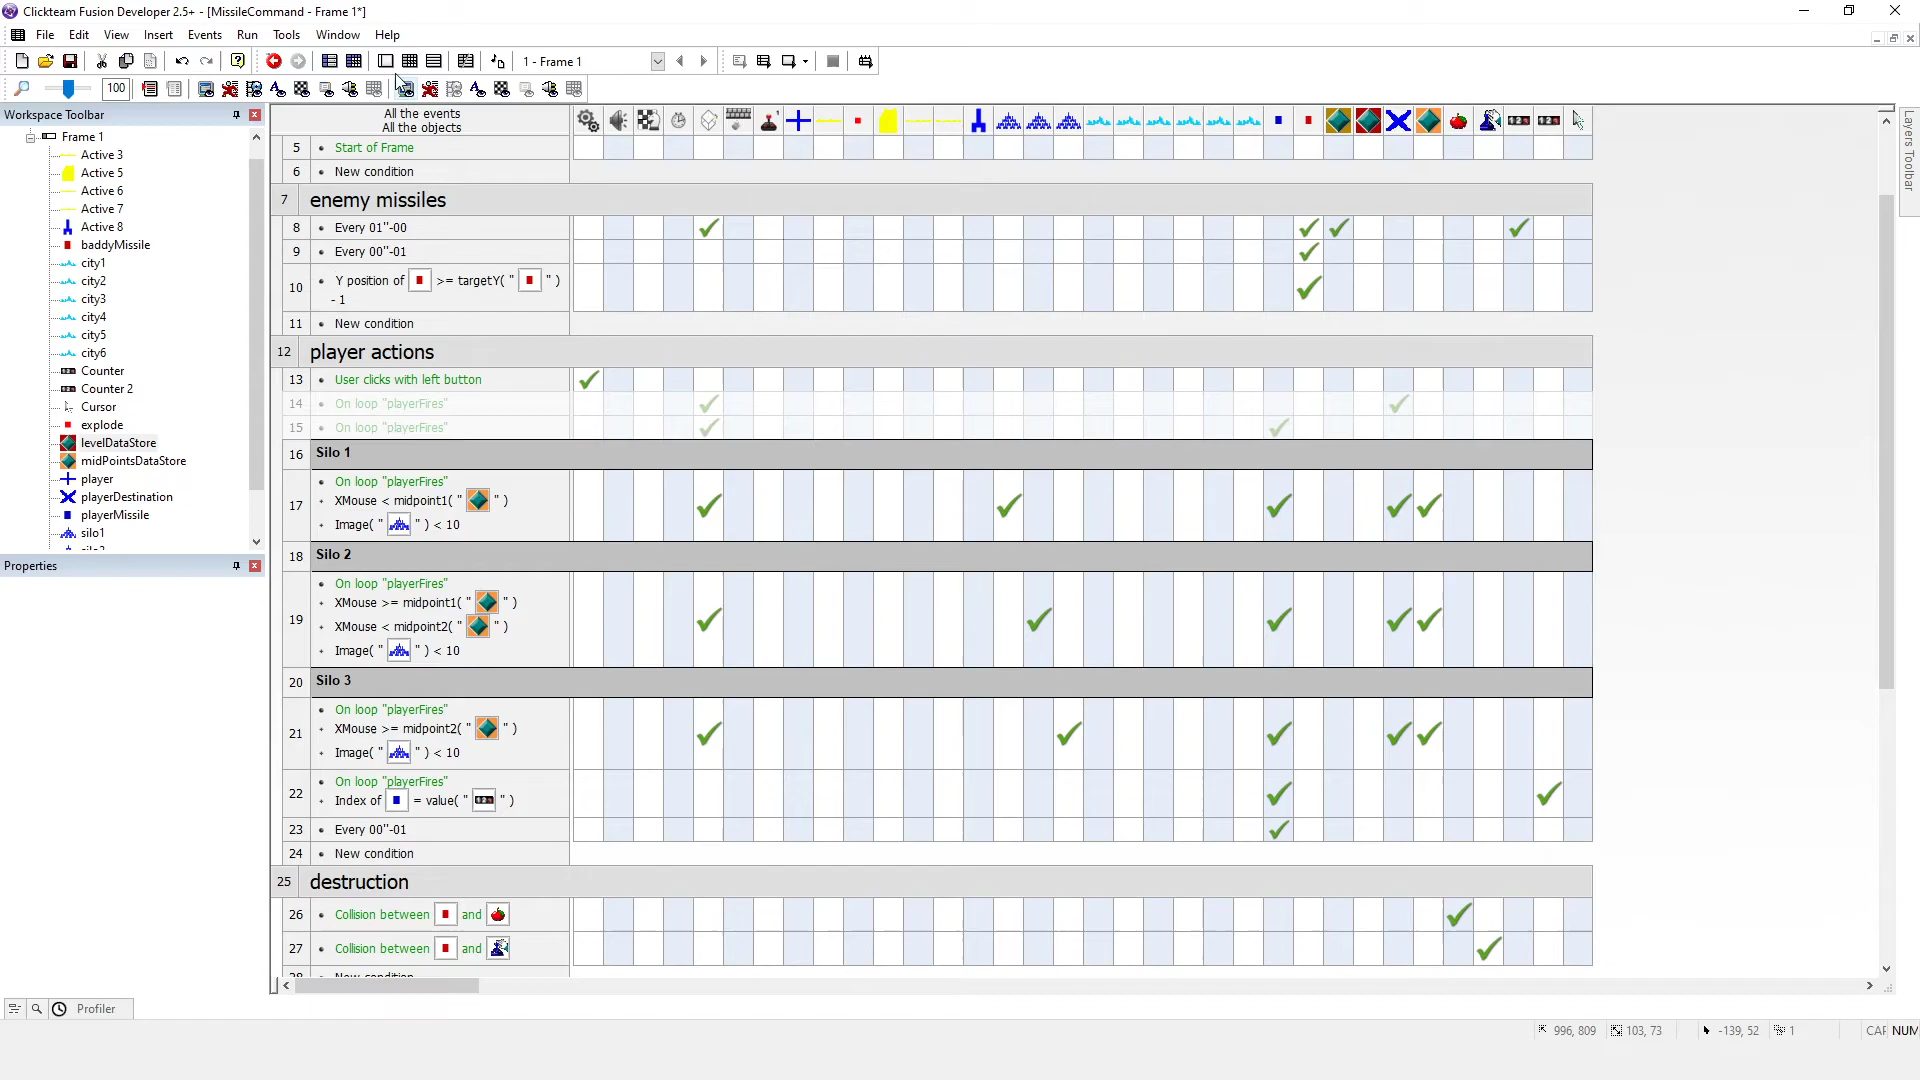 Clickteam Fusion Developer 2.5+ - [MissileCommand - Frame 1*]
File Edit View Insert Events Run Tools Window Help
1 - Frame 1
100
Workspace Toolbar
Frame 1
Active 3
Active 5
Active 6
Active 7
Active 8
baddyMissile
city1
city2
city3
city4
city5
city6
Counter
Counter 2
Cursor
explode
levelDataStore
midPointsDataStore
player
playerDestination
playerMissile
silo1
Properties
All the events
All the objects
5 Start of Frame
6 New condition
7 enemy missiles
8 Every 01"-00
9 Every 00"-01
10 Y position of >= targetY( " " )
- 1
11 New condition
12 player actions
13 User clicks with left button
14 On loop "playerFires"
15 On loop "playerFires"
16 Silo 1
On loop "playerFires"
17 XMouse < midpoint1( " " )
Image( " " ) < 10
18 Silo 2
On loop "playerFires"
XMouse >= midpoint1( " " )
19 XMouse < midpoint2( " " )
Image( " " ) < 10
20 Silo 3
On loop "playerFires"
21 XMouse >= midpoint2( " " )
Image( " " ) < 10
On loop "playerFires"
22 Index of = value( " " )
23 Every 00"-01
24 New condition
25 destruction
26 Collision between and
27 Collision between and
28 New condition
Layers Toolbar
Profiler
996, 809 103, 73 -139, 52 1 CAP NUM